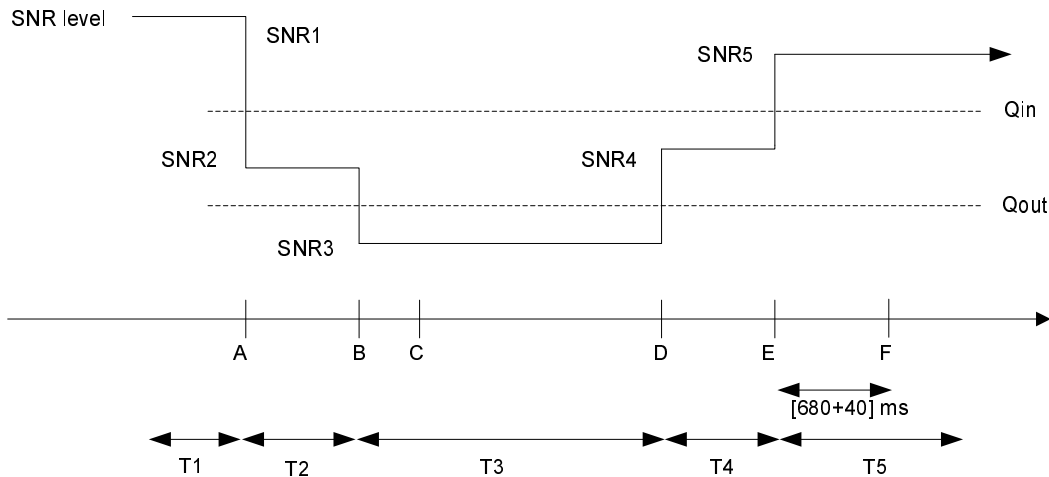 SNR level
SNR1
SNR5
Qin
SNR2
SNR4
Qout
SNR3
A B C D E F
[680+40] ms
T1 T2 T3 T4 T5